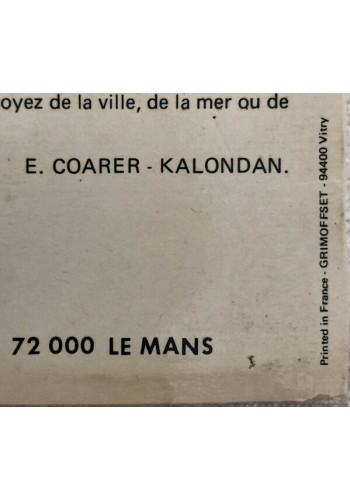 oyez de la ville, de la mer ou de
E. COARER - KALONDAN.
72 000 LE MANS
Printed in France - GRIMOFFSET - 94400 Vitry